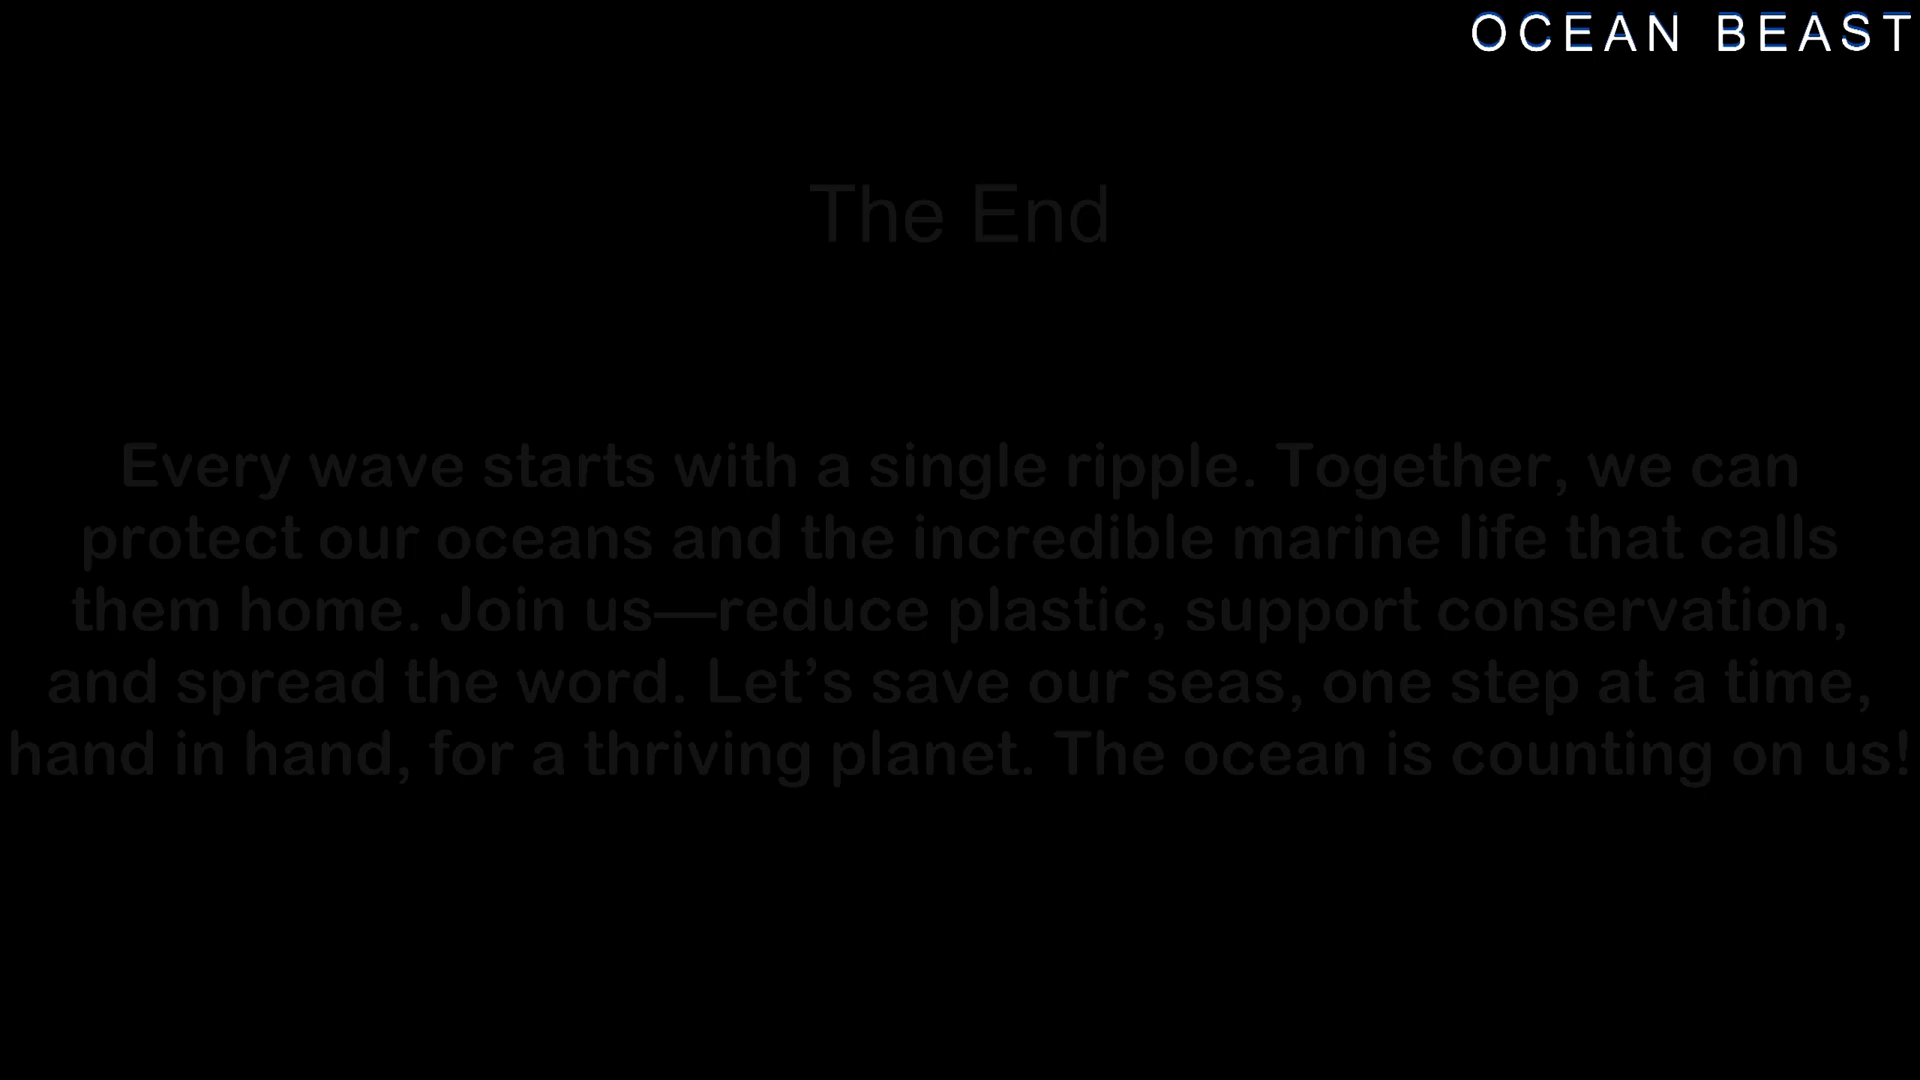 OCEAN BEAST
The End
Every wave starts with a single ripple. Together, we can
protect our oceans and the incredible marine life that calls
them home. Join us—reduce plastic, support conservation,
and spread the word. Let’s save our seas, one step at a time,
hand in hand, for a thriving planet. The ocean is counting on us!